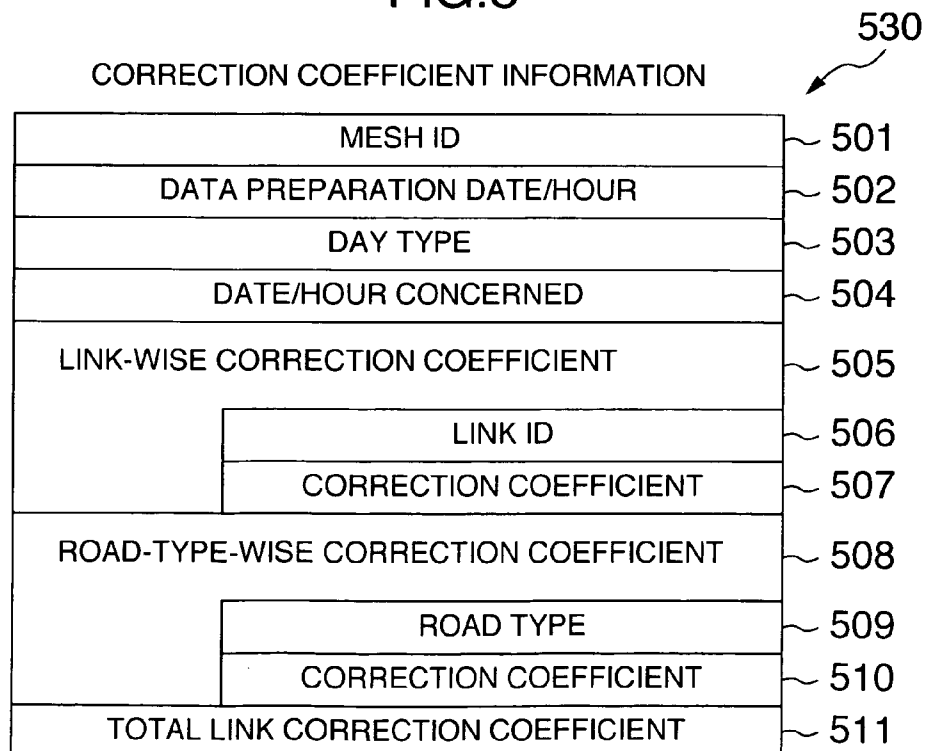 530
CORRECTION COEFFICIENT INFORMATION
MESH ID 501
DATA PREPARATION DATE/HOUR 502
DAY TYPE 503
DATE/HOUR CONCERNED 504
LINK-WISE CORRECTION COEFFICIENT 505
LINK ID 506
CORRECTION COEFFICIENT 507
ROAD-TYPE-WISE CORRECTION COEFFICIENT 508
ROAD TYPE 509
CORRECTION COEFFICIENT 510
TOTAL LINK CORRECTION COEFFICIENT 511